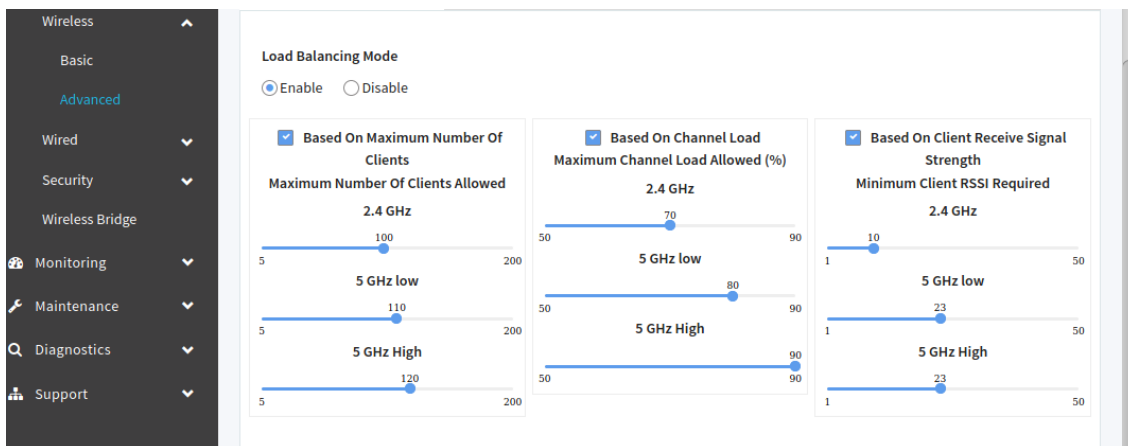 Wireless
Basic
Advanced
Wired
Security
Wireless Bridge
Monitoring
Maintenance
Diagnostics
Support
Load Balancing Mode
Enable Disable
Based On Maximum Number Of
Clients
Maximum Number Of Clients Allowed
2.4 GHz
100
5 200
5 GHz low
110
5 200
5 GHz High
120
5 200
Based On Channel Load
Maximum Channel Load Allowed (%)
2.4 GHz
70
50 90
5 GHz low
80
50 90
5 GHz High
90
50 90
Based On Client Receive Signal
Strength
Minimum Client RSSI Required
2.4 GHz
10
1 50
5 GHz low
23
1 50
5 GHz High
23
1 50